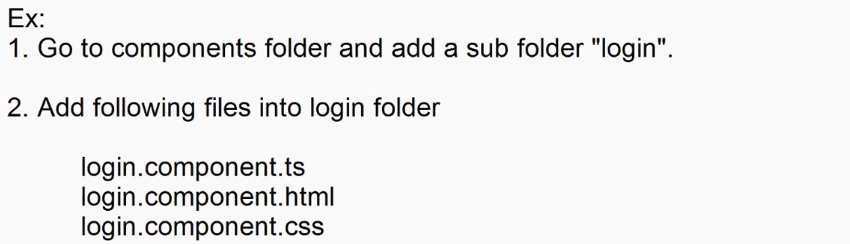 Ex:
1. Go to components folder and add a sub folder "login".
2. Add following files into login folder
login.component.ts
login.component.html
login.component.css